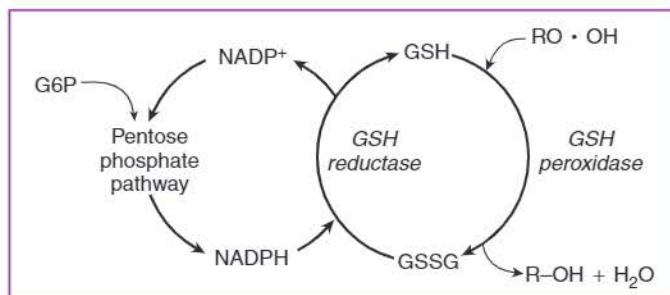 NADP+
GSH
RO • OH
G6P
Pentose
phosphate
pathway
GSH
reductase
GSH
peroxidase
NADPH
GSSG
R–OH + H₂O